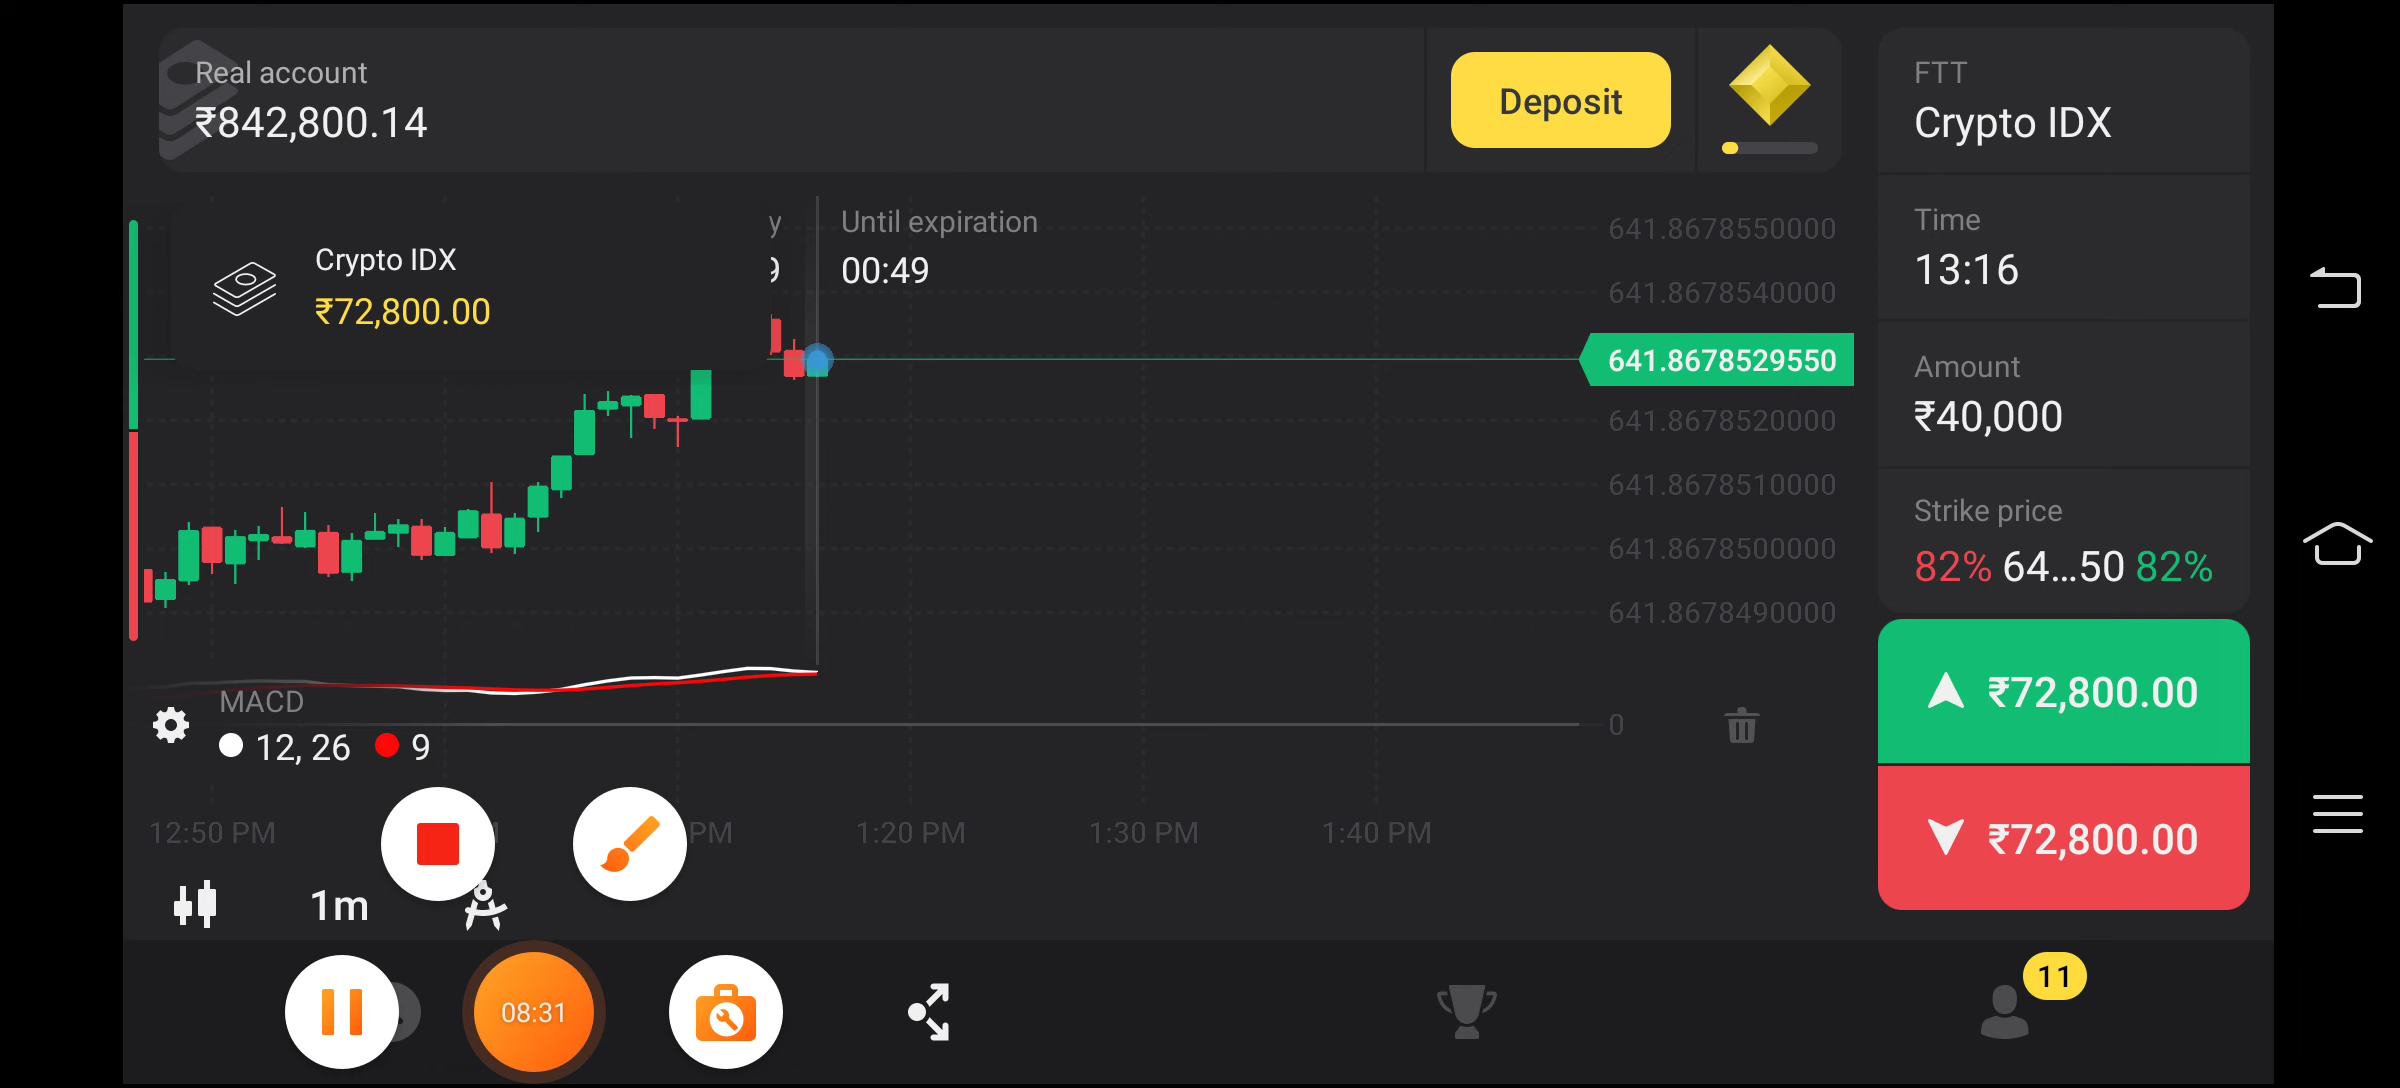 Real account
₹842,800.14
Deposit
FTT
Crypto IDX
Time
13:16
Amount
₹40,000
Strike price
82% 64...50 82%
₹72,800.00
₹72,800.00
Crypto IDX
₹72,800.00
y
9
Until expiration
00:49
641.8678550000
641.8678540000
641.8678529550
641.8678520000
641.8678510000
641.8678500000
641.8678490000
MACD
12, 26
9
0
12:50 PM
PM
1:20 PM
1:30 PM
1:40 PM
1m
08:31
11